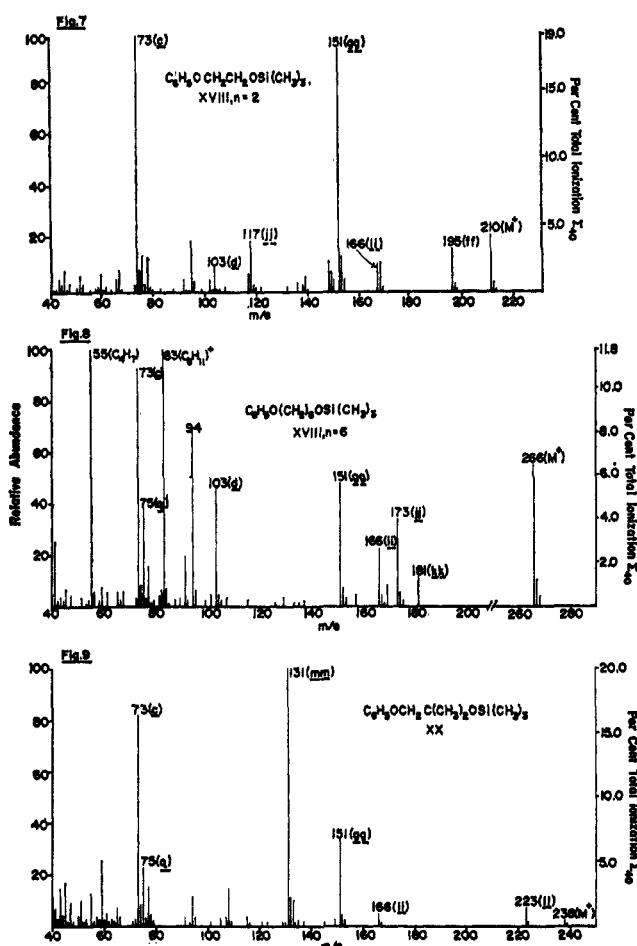 Fig.7
100
80
60
40
20
73(c)
151(gg)
C6H5OCH2CH2OSi(CH3)3,
XVIII, n=2
117(jj)
103(d)
166(ii)
195(ff)
210(M+)
18.0
15.0
10.0
5.0
Per Cent Total Ionization Σ40
40 60 80 100 120 140 160 180 200 220
m/e
Fig.8
100
80
60
40
20
Relative Abundance
55(C4H7)
73(c)
83(C6H11)+
94
75(q)
103(d)
C6H5O(CH2)6OSi(CH3)3
XVIII, n=6
151(gg)
166(ii)
173(jj)
181(kk)
266(M+)
11.8
10.0
8.0
6.0
4.0
2.0
Per Cent Total Ionization Σ40
40 60 80 100 120 140 160 180 200 260 280
m/e
Fig.9
100
80
60
40
20
73(c)
75(q)
131(mm)
C6H5OCH2C(CH3)2OSi(CH3)3
XX
151(gg)
166(ii)
223(ll)
238(M+)
20.0
15.0
10.0
5.0
Per Cent Total Ionization Σ40
40 60 80 100 120 140 160 180 200 220 240